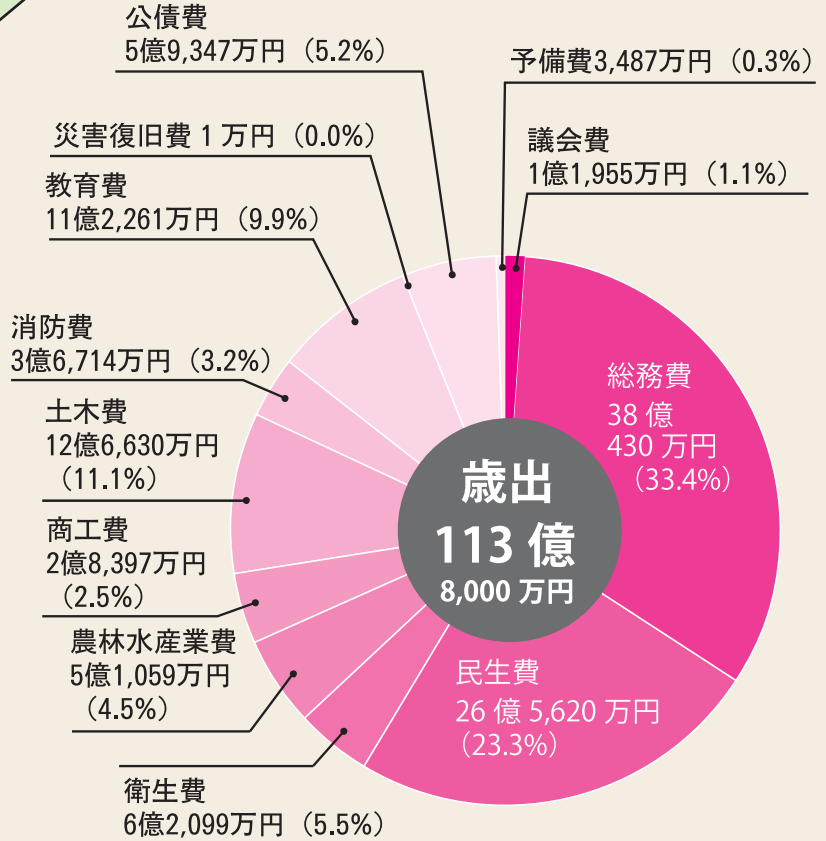 公債費
5億9,347万円（5.2%）
予備費3,487万円（0.3%）
災害復旧費 1 万円（0.0%）
議会費
1億1,955万円（1.1%）
教育費
11億2,261万円（9.9%）
消防費
3億6,714万円（3.2%）
総務費
38 億
430 万円
（33.4%）
土木費
12億6,630万円
（11.1%）
歳出
113 億
8,000 万円
商工費
2億8,397万円
（2.5%）
農林水産業費
5億1,059万円
（4.5%）
民生費
26 億 5,620 万円
（23.3%）
衛生費
6億2,099万円（5.5%）